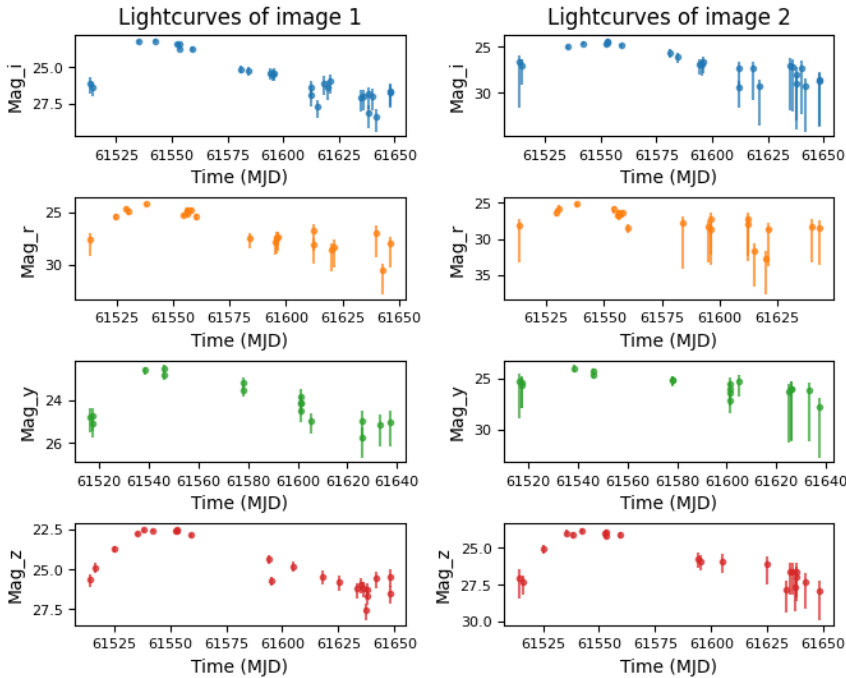 Lightcurves of image 1
Lightcurves of image 2
Mag_i
25.0
27.5
61525 61550 61575 61600 61625 61650
Time (MJD)
Mag_i
25
30
61525 61550 61575 61600 61625 61650
Time (MJD)
Mag_r
25
30
61525 61550 61575 61600 61625 61650
Time (MJD)
Mag_r
25
30
35
61525 61550 61575 61600 61625
Time (MJD)
Mag_y
24
26
61520 61540 61560 61580 61600 61620 61640
Time (MJD)
Mag_y
25
30
61520 61540 61560 61580 61600 61620 61640
Time (MJD)
Mag_z
22.5
25.0
27.5
61525 61550 61575 61600 61625 61650
Time (MJD)
Mag_z
25.0
27.5
30.0
61525 61550 61575 61600 61625 61650
Time (MJD)